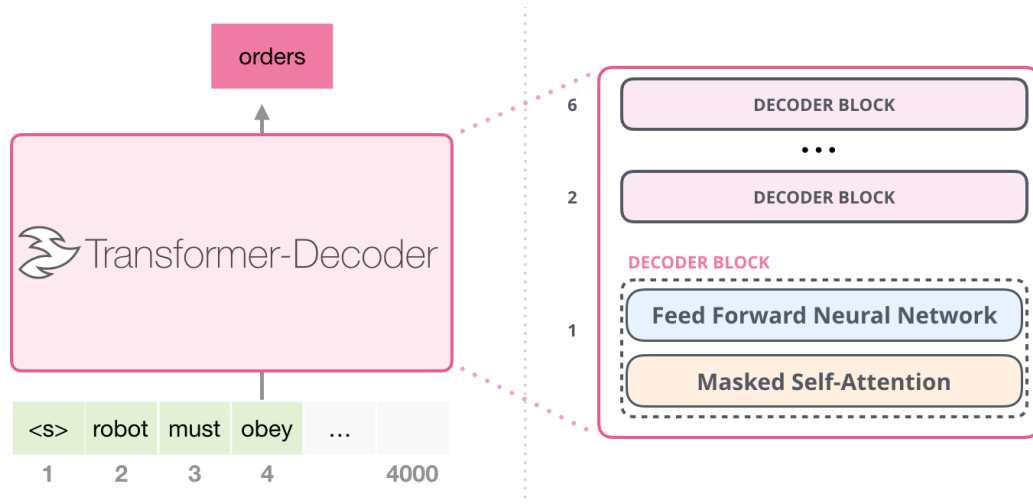 orders
Transformer-Decoder
<s> robot must obey ...
1 2 3 4 4000
6 DECODER BLOCK
...
2 DECODER BLOCK
DECODER BLOCK
1
Feed Forward Neural Network
Masked Self-Attention